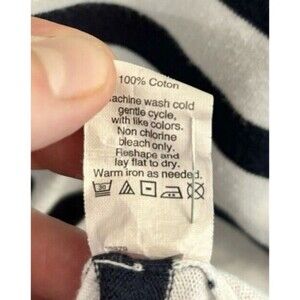 100% Coton
achine wash cold
gentle cycle,
with like colors.
Non chlorine
bleach only.
Reshape and
lay flat to dry.
Warm iron as needed.